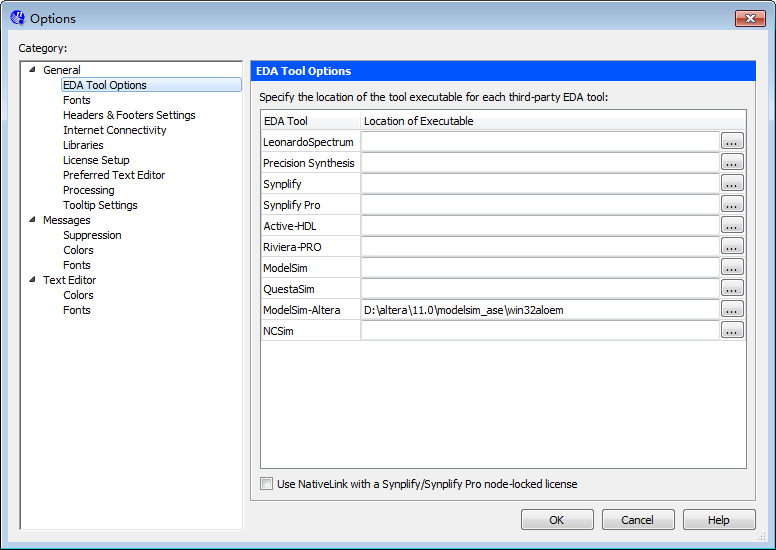 Options
Category:
General
EDA Tool Options
Fonts
Headers & Footers Settings
Internet Connectivity
Libraries
License Setup
Preferred Text Editor
Processing
Tooltip Settings
Messages
Suppression
Colors
Fonts
Text Editor
Colors
Fonts
EDA Tool Options
Specify the location of the tool executable for each third-party EDA tool:
EDA Tool Location of Executable
LeonardoSpectrum ...
Precision Synthesis ...
Synplify ...
Synplify Pro ...
Active-HDL ...
Riviera-PRO ...
ModelSim ...
QuestaSim ...
ModelSim-Altera D:\altera\11.0\modelsim_ase\win32aloem ...
NCSim ...
Use NativeLink with a Synplify/Synplify Pro node-locked license
OK Cancel Help